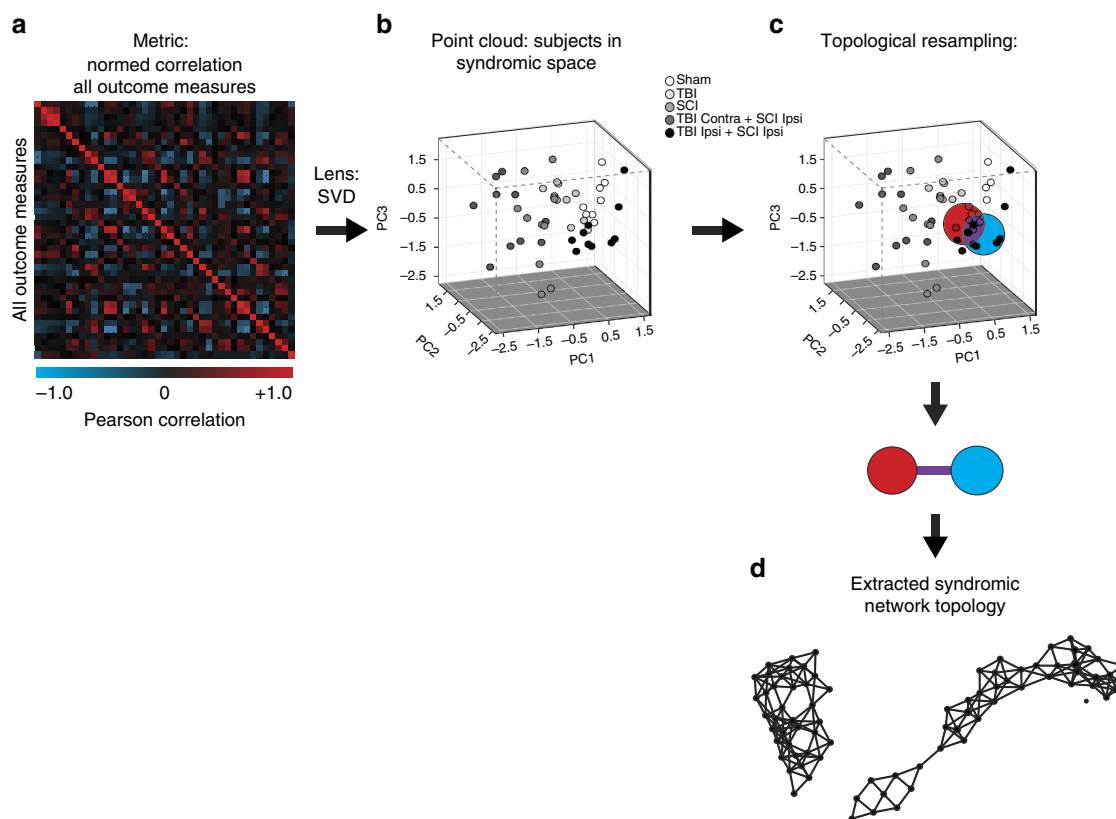 a
Metric:
normed correlation
all outcome measures
All outcome measures
−1.0 0 +1.0
Pearson correlation
Lens:
SVD
b
Point cloud: subjects in
syndromic space
Sham
TBI
SCI
TBI Contra + SCI Ipsi
TBI Ipsi + SCI Ipsi
PC3
1.5
0.5
−0.5
−1.5
−2.5
PC2
1.5
−0.5
−0.5
−2.5
−2.5 −1.5 −0.5 0.5 1.5
PC1
c
Topological resampling:
PC3
1.5
0.5
−0.5
−1.5
−2.5
PC2
1.5
−0.5
−0.5
−2.5
−2.5 −1.5 −0.5 0.5 1.5
PC1
d
Extracted syndromic
network topology